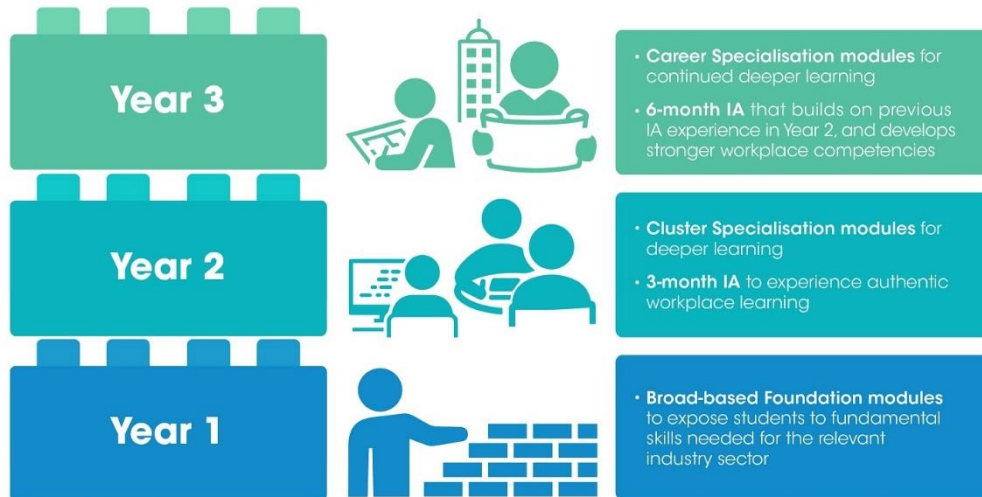 Year 3
• Career Specialisation modules for
continued deeper learning
• 6-month IA that builds on previous
IA experience in Year 2, and develops
stronger workplace competencies
Year 2
• Cluster Specialisation modules for
deeper learning
• 3-month IA to experience authentic
workplace learning
Year 1
• Broad-based Foundation modules
to expose students to fundamental
skills needed for the relevant
industry sector